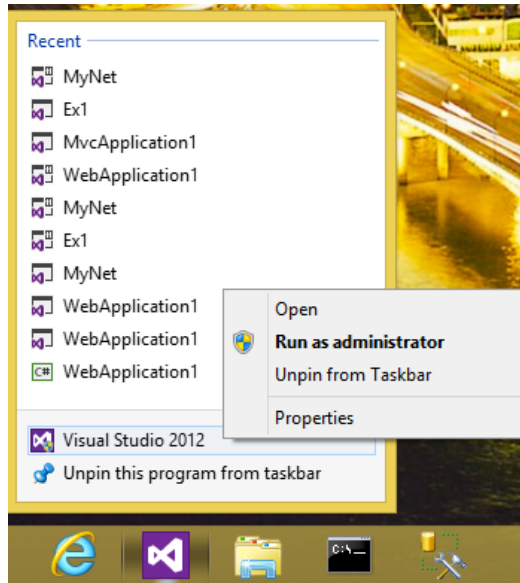 Recent
MyNet
Ex1
MvcApplication1
WebApplication1
MyNet
Ex1
MyNet
WebApplication1
WebApplication1
C# WebApplication1
Open
Run as administrator
Unpin from Taskbar
Properties
Visual Studio 2012
Unpin this program from taskbar
C:\